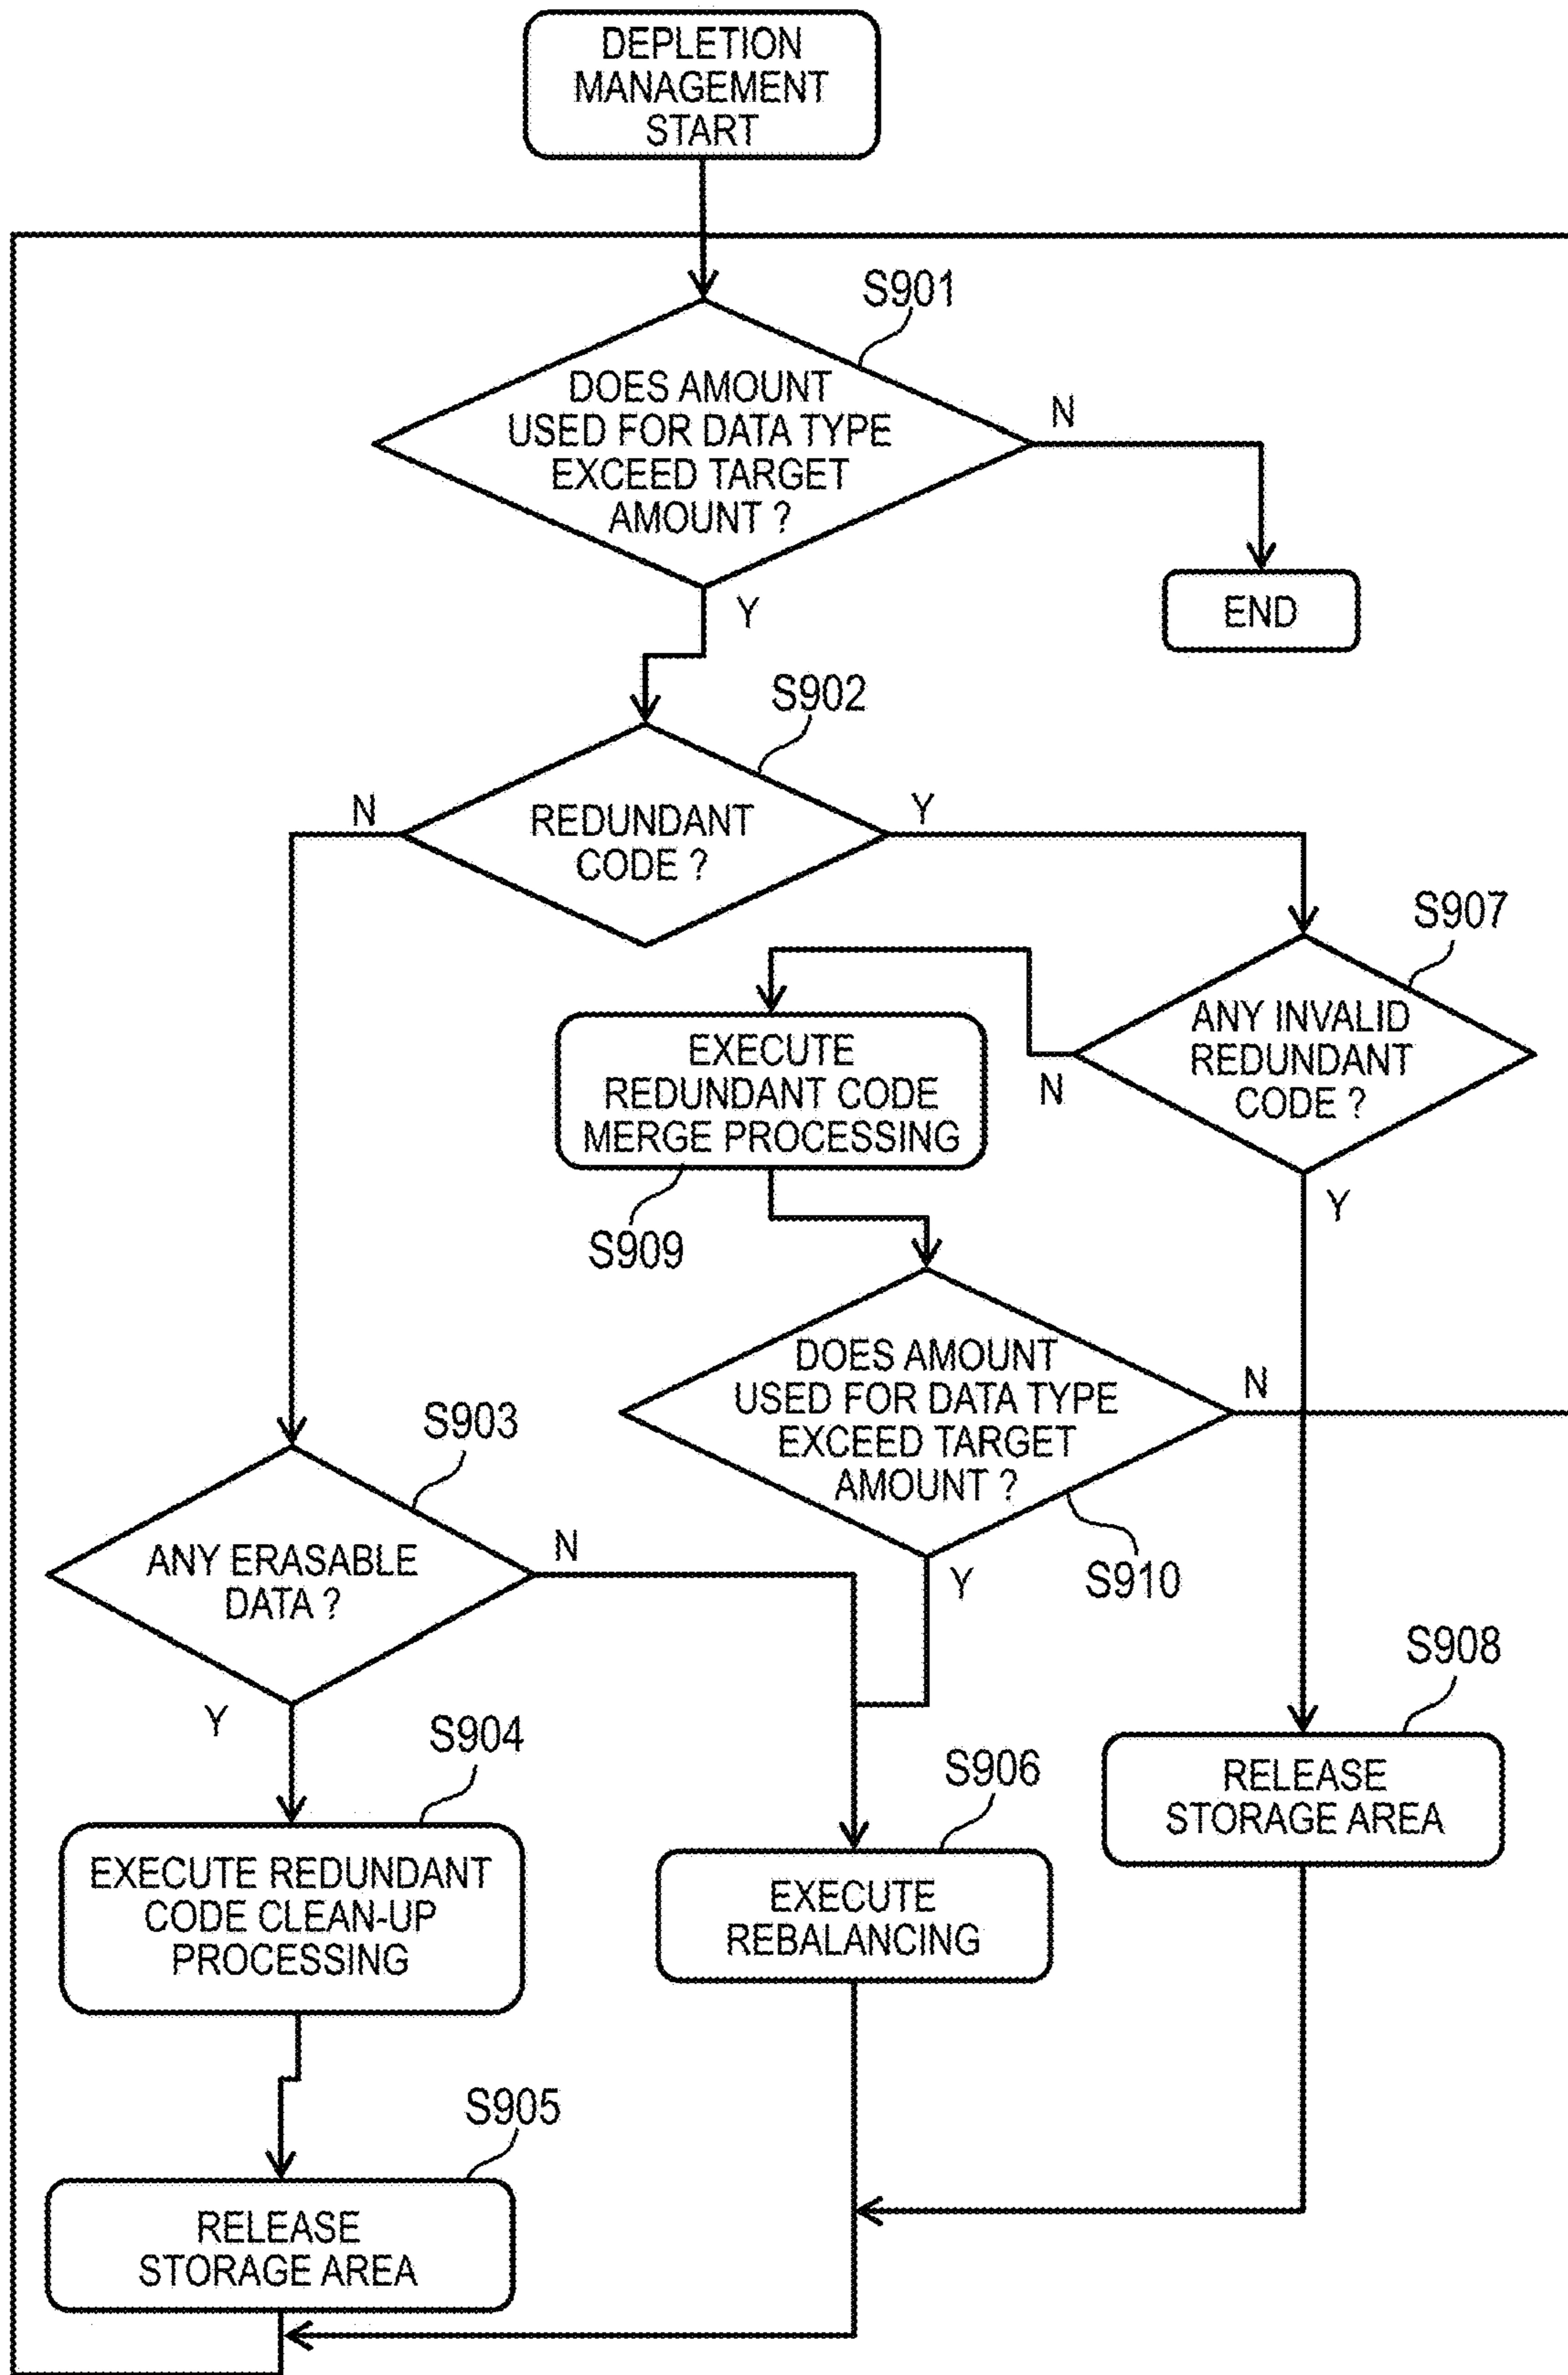 DEPLETION
MANAGEMENT
START
S901
DOES AMOUNT
USED FOR DATA TYPE
EXCEED TARGET
AMOUNT ?
N
Y
END
S902
REDUNDANT
CODE ?
N
Y
S907
ANY INVALID
REDUNDANT
CODE ?
N
Y
EXECUTE
REDUNDANT CODE
MERGE PROCESSING
S909
DOES AMOUNT
USED FOR DATA TYPE
EXCEED TARGET
AMOUNT ?
N
Y
S910
S903
ANY ERASABLE
DATA ?
N
Y
S904
EXECUTE REDUNDANT
CODE CLEAN-UP
PROCESSING
S906
EXECUTE
REBALANCING
S908
RELEASE
STORAGE AREA
S905
RELEASE
STORAGE AREA